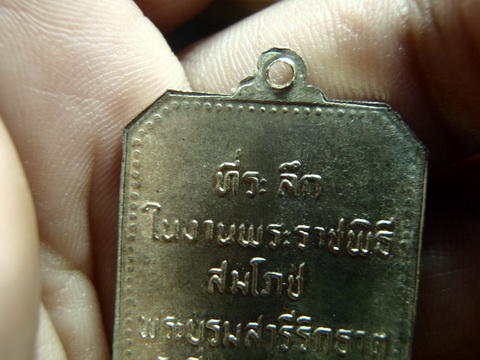 ที่ระลึก
ในงานพระราชพิธี
สมโภช
พระบรมสารีริกธาตุ